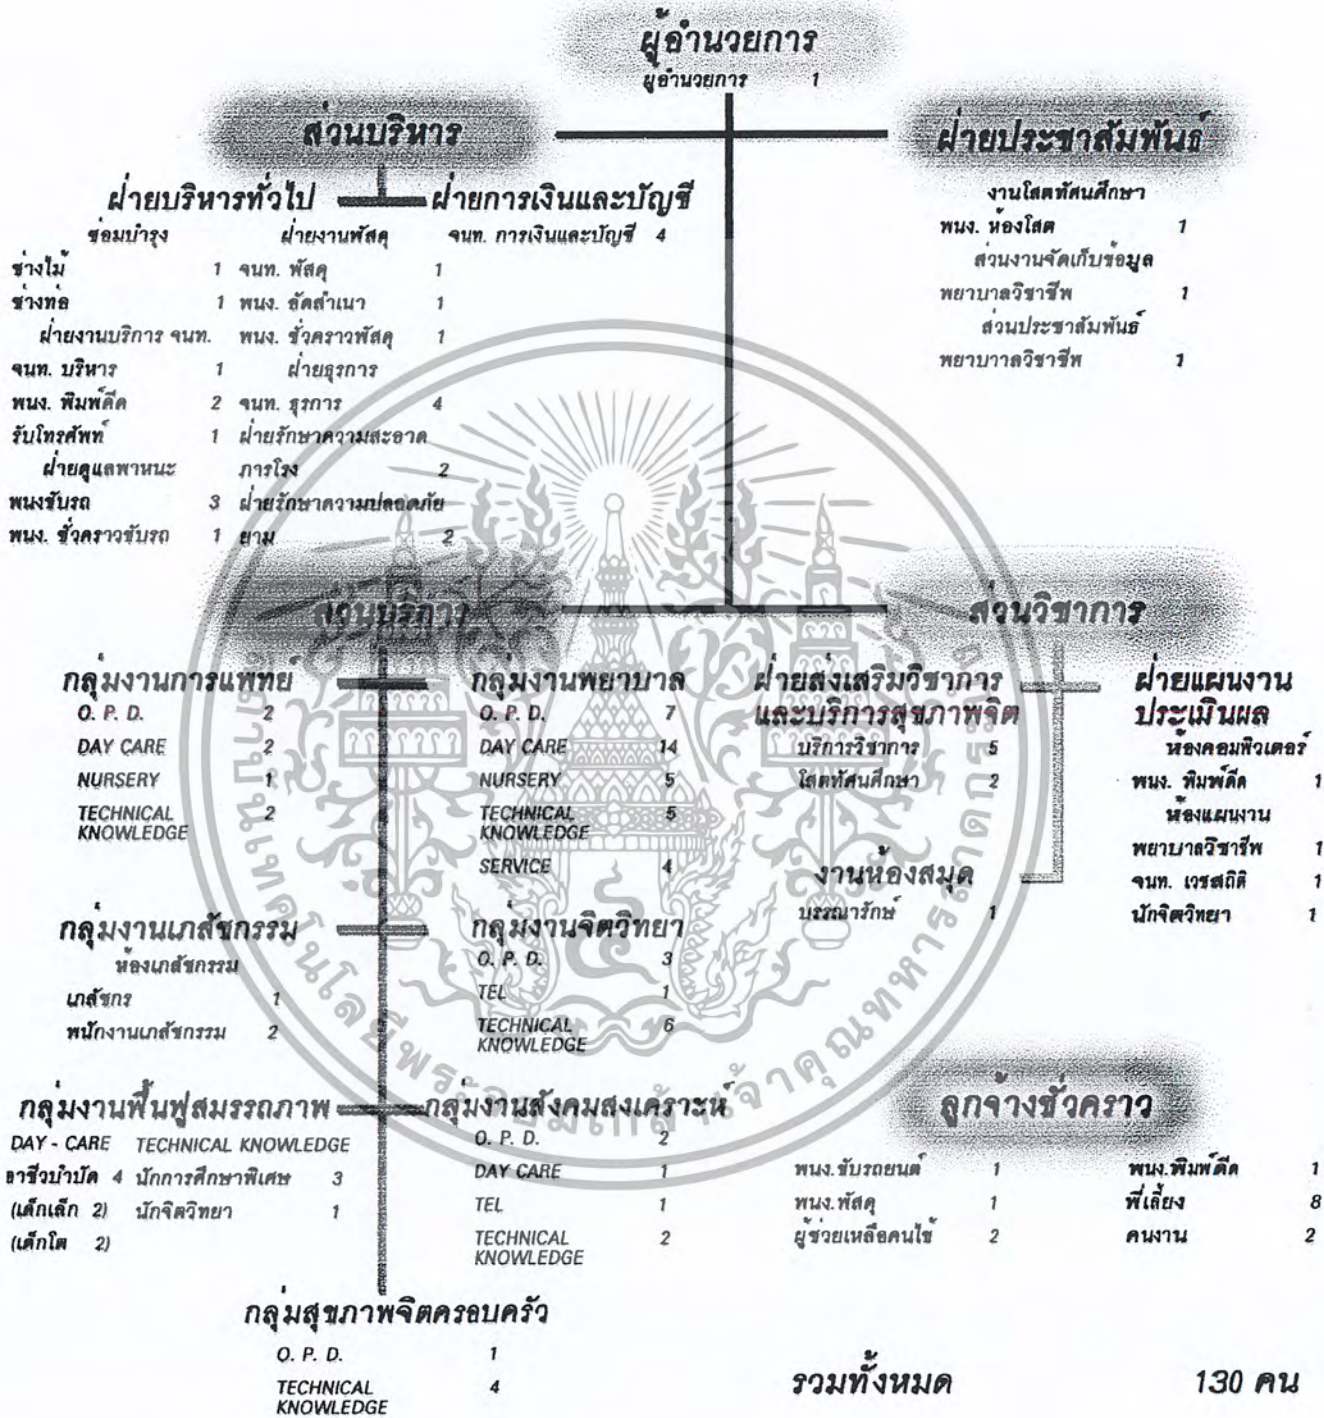 ผู้อำนวยการ
ผู้อำนวยการ 1
ส่วนบริหาร
ฝ่ายประชาสัมพันธ์
ฝ่ายบริหารทั่วไป ฝ่ายการเงินและบัญชี
ซ่อมบำรุง ฝ่ายงานพัสดุ จนท. การเงินและบัญชี 4
ช่างไม้ 1 จนท. พัสดุ 1
ช่างท่อ 1 พนง. อัดสำเนา 1
ฝ่ายงานบริการ จนท. พนง. ชั่วคราวพัสดุ 1
จนท. บริหาร 1 ฝ่ายธุรการ
พนง. พิมพ์ดีด 2 จนท. ธุรการ 4
รับโทรศัพท์ 1 ฝ่ายรักษาความสะอาด
ฝ่ายดูแลพาหนะ ภารโรง 2
พนงขับรถ 3 ฝ่ายรักษาความปลอดภัย
พนง. ชั่วคราวขับรถ 1 ยาม 2
งานโสตทัศนศึกษา
พนง. ห้องโสต 1
ส่วนงานจัดเก็บข้อมูล
พยาบาลวิชาชีพ 1
ส่วนประชาสัมพันธ์
พยาบาาลวิชาชีพ 1
ส่วนบริการ
ส่วนวิชาการ
กลุ่มงานการแพทย์
O. P. D. 2
DAY CARE 2
NURSERY 1
TECHNICAL 2
KNOWLEDGE
กลุ่มงานพยาบาล
O. P. D. 7
DAY CARE 14
NURSERY 5
TECHNICAL 5
KNOWLEDGE
SERVICE 4
ฝ่ายส่งเสริมวิชาการ
และบริการสุขภาพจิต
บริการวิชาการ 5
โสตทัศนศึกษา 2
งานห้องสมุด
บรรณารักษ์ 1
ฝ่ายแผนงาน
ประเมินผล
ห้องคอมพิวเตอร์
พนง. พิมพ์ดีด 1
ห้องแผนงาน
พยาบาลวิชาชีพ 1
จนท. เวชสถิติ 1
นักจิตวิทยา 1
กลุ่มงานเภสัชกรรม
ห้องเภสัชกรรม
เภสัชกร 1
พนักงานเภสัชกรรม 2
กลุ่มงานจิตวิทยา
O. P. D. 3
TEL 1
TECHNICAL 6
KNOWLEDGE
กลุ่มงานฟื้นฟูสมรรถภาพ
DAY - CARE TECHNICAL KNOWLEDGE
อาชีวบำบัด 4 นักการศึกษาพิเศษ 3
(เด็กเล็ก 2) นักจิตวิทยา 1
(เด็กโต 2)
กลุ่มงานสังคมสงเคราะห์
O. P. D. 2
DAY CARE 1
TEL 1
TECHNICAL 2
KNOWLEDGE
ลูกจ้างชั่วคราว
พนง.ขับรถยนต์ 1 พนง.พิมพ์ดีด 1
พนง.พัสดุ 1 พี่เลี้ยง 8
ผู้ช่วยเหลือคนไข้ 2 คนงาน 2
กลุ่มสุขภาพจิตครอบครัว
O. P. D. 1
TECHNICAL 4
KNOWLEDGE
รวมทั้งหมด 130 คน
สถาบันเทคโนโลยีพระจอมเกล้าเจ้าคุณทหารลาดกระบัง